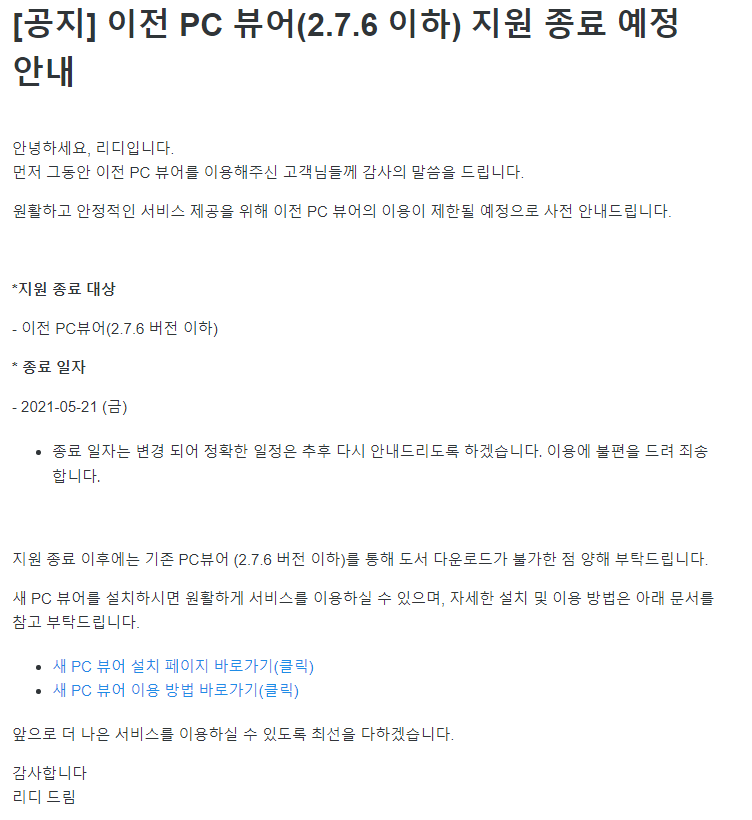 [공지] 이전 PC 뷰어(2.7.6 이하) 지원 종료 예정
안내
안녕하세요, 리디입니다.
먼저 그동안 이전 PC 뷰어를 이용해주신 고객님들께 감사의 말씀을 드립니다.
원활하고 안정적인 서비스 제공을 위해 이전 PC 뷰어의 이용이 제한될 예정으로 사전 안내드립니다.
*지원 종료 대상
- 이전 PC뷰어(2.7.6 버전 이하)
* 종료 일자
- 2021-05-21 (금)
• 종료 일자는 변경 되어 정확한 일정은 추후 다시 안내드리도록 하겠습니다. 이용에 불편을 드려 죄송
합니다.
지원 종료 이후에는 기존 PC뷰어 (2.7.6 버전 이하)를 통해 도서 다운로드가 불가한 점 양해 부탁드립니다.
새 PC 뷰어를 설치하시면 원활하게 서비스를 이용하실 수 있으며, 자세한 설치 및 이용 방법은 아래 문서를
참고 부탁드립니다.
• 새 PC 뷰어 설치 페이지 바로가기(클릭)
• 새 PC 뷰어 이용 방법 바로가기(클릭)
앞으로 더 나은 서비스를 이용하실 수 있도록 최선을 다하겠습니다.
감사합니다
리디 드림